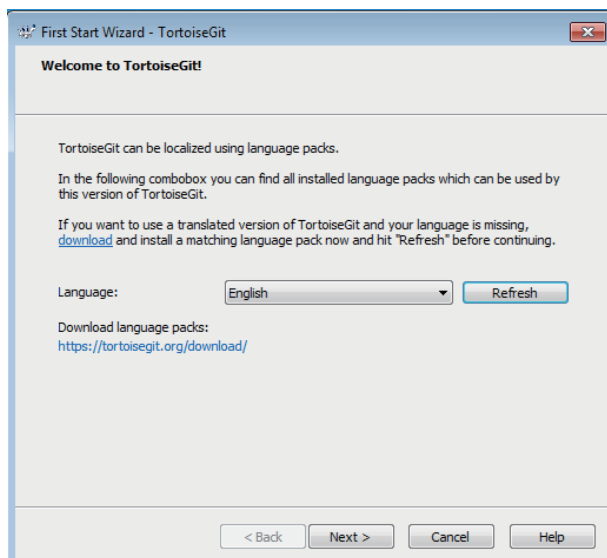 First Start Wizard - TortoiseGit
Welcome to TortoiseGit!
TortoiseGit can be localized using language packs.
In the following combobox you can find all installed language packs which can be used by
this version of TortoiseGit.
If you want to use a translated version of TortoiseGit and your language is missing,
download and install a matching language pack now and hit "Refresh" before continuing.
Language: English Refresh
Download language packs:
https://tortoisegit.org/download/
< Back Next > Cancel Help